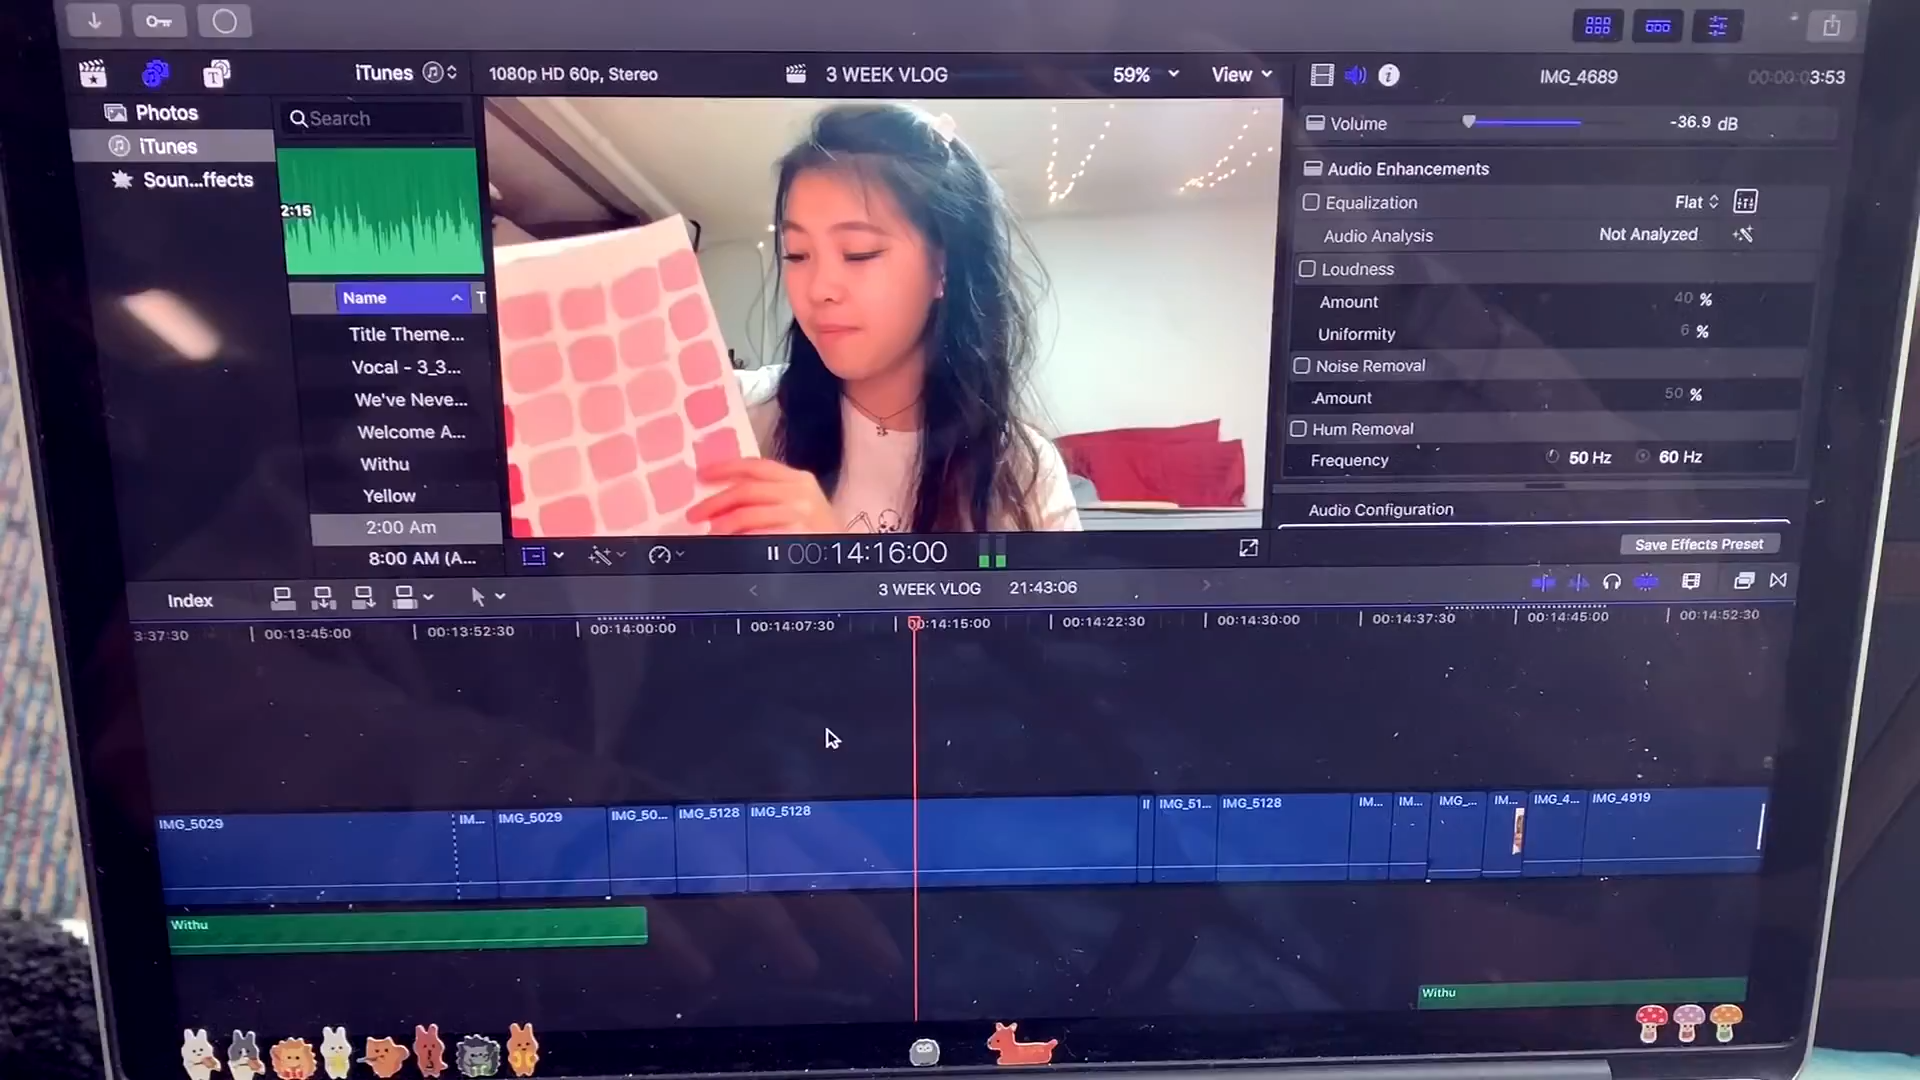 iTunes
1080p HD 60p, Stereo
3 WEEK VLOG
59%
View
IMG_4689
00:00:03:53
Photos
iTunes
Soun...ffects
Search
2:15
Name
T
Title Theme...
Vocal - 3_3...
We've Neve...
Welcome A...
Withu
Yellow
2:00 Am
8:00 AM (A...
Volume
-36.9 dB
Audio Enhancements
Equalization
Flat
Audio Analysis
Not Analyzed
Loudness
Amount
40 %
Uniformity
6 %
Noise Removal
Amount
50 %
Hum Removal
Frequency
50 Hz
60 Hz
Audio Configuration
Save Effects Preset
00:14:16:00
Index
3 WEEK VLOG
21:43:06
3:37:30
00:13:45:00
00:13:52:30
00:14:00:00
00:14:07:30
00:14:15:00
00:14:22:30
00:14:30:00
00:14:37:30
00:14:45:00
00:14:52:30
IMG_5029
IM...
IMG_5029
IMG_50...
IMG_5128
IMG_5128
IMG_51...
IMG_5128
IM...
IM...
IMG_...
IM...
IMG_4...
IMG_4919
Withu
Withu